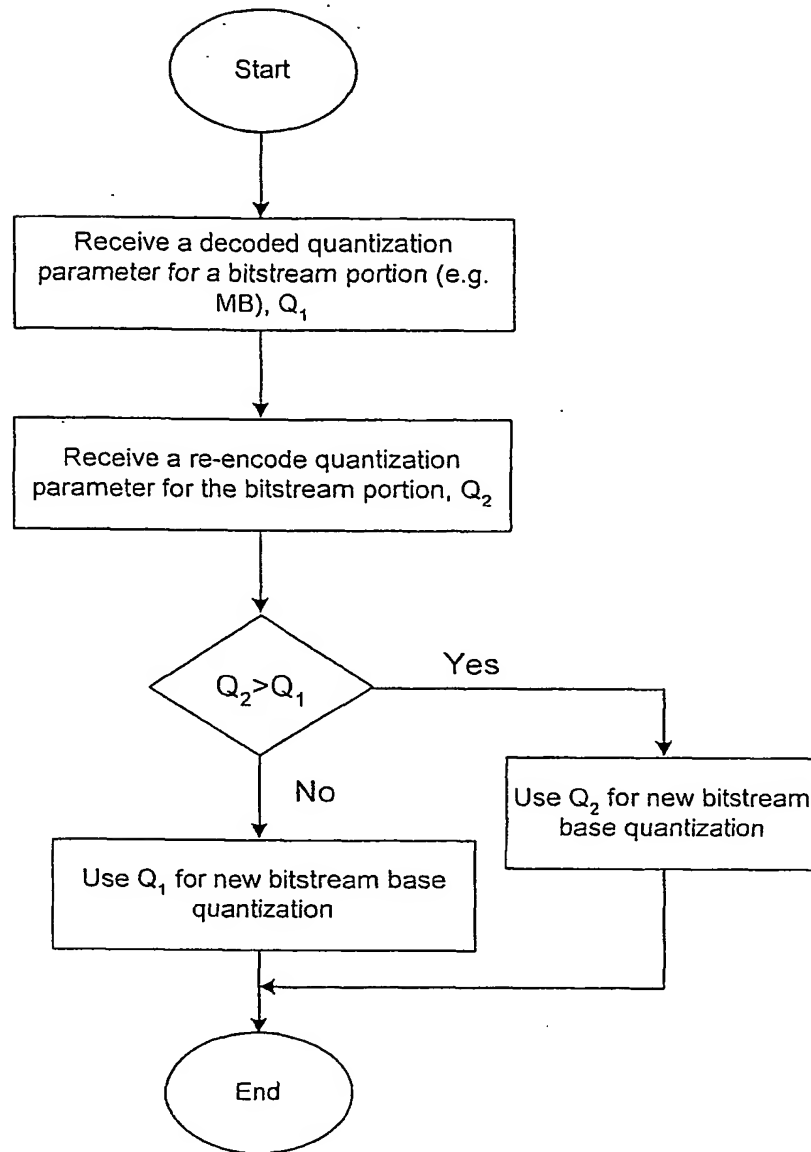 Start
Receive a decoded quantization
parameter for a bitstream portion (e.g.
MB), Q₁
Receive a re-encode quantization
parameter for the bitstream portion, Q₂
Q₂>Q₁
Yes
No
Use Q₂ for new bitstream
base quantization
Use Q₁ for new bitstream base
quantization
End